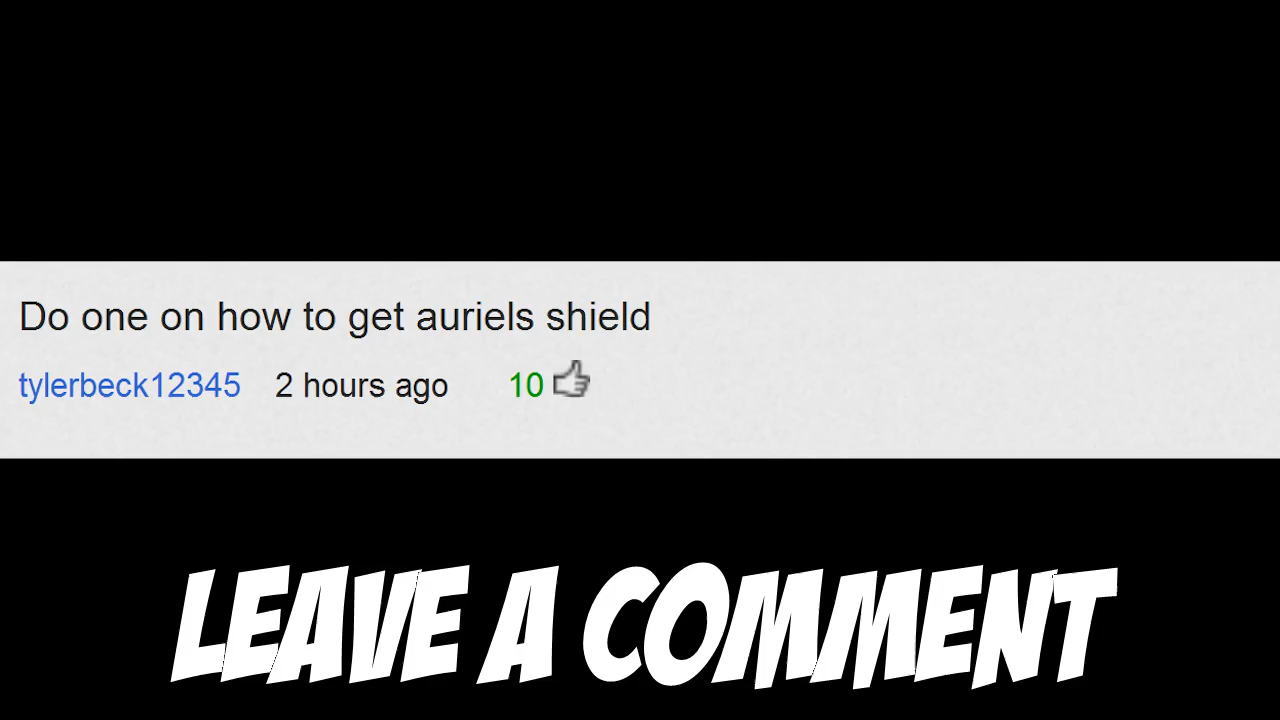 Do one on how to get auriels shield
tylerbeck12345 2 hours ago 10
LEAVE A COMMENT